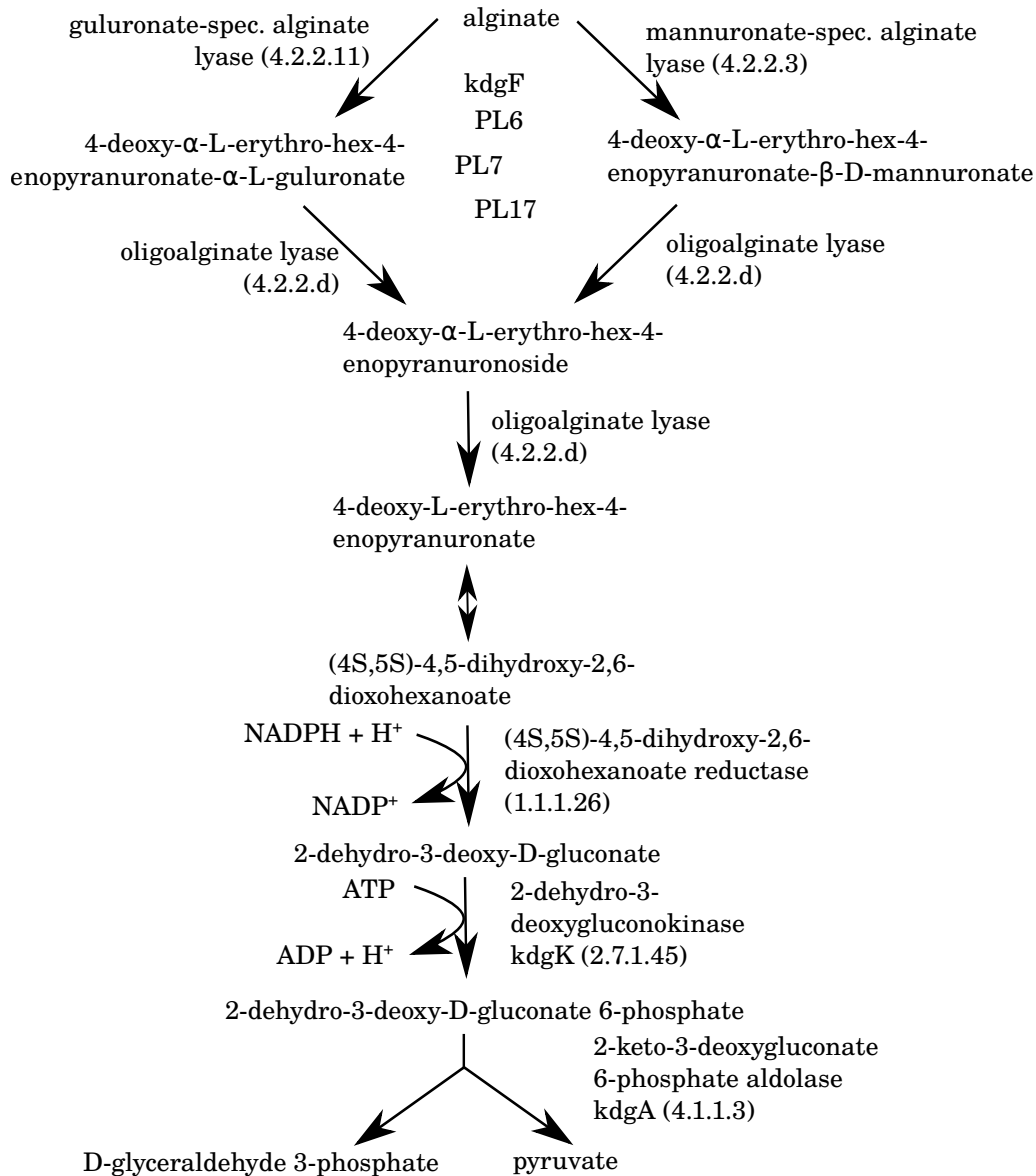 alginate
guluronate-spec. alginate
lyase (4.2.2.11)
mannuronate-spec. alginate
lyase (4.2.2.3)
kdgF
PL6
PL7
PL17
4-deoxy-α-L-erythro-hex-4-
enopyranuronate-α-L-guluronate
4-deoxy-α-L-erythro-hex-4-
enopyranuronate-β-D-mannuronate
oligoalginate lyase
(4.2.2.d)
oligoalginate lyase
(4.2.2.d)
4-deoxy-α-L-erythro-hex-4-
enopyranuronoside
oligoalginate lyase
(4.2.2.d)
4-deoxy-L-erythro-hex-4-
enopyranuronate
(4S,5S)-4,5-dihydroxy-2,6-
dioxohexanoate
NADPH + H⁺
NADP⁺
(4S,5S)-4,5-dihydroxy-2,6-
dioxohexanoate reductase
(1.1.1.26)
2-dehydro-3-deoxy-D-gluconate
ATP
ADP + H⁺
2-dehydro-3-
deoxygluconokinase
kdgK (2.7.1.45)
2-dehydro-3-deoxy-D-gluconate 6-phosphate
2-keto-3-deoxygluconate
6-phosphate aldolase
kdgA (4.1.1.3)
D-glyceraldehyde 3-phosphate
pyruvate